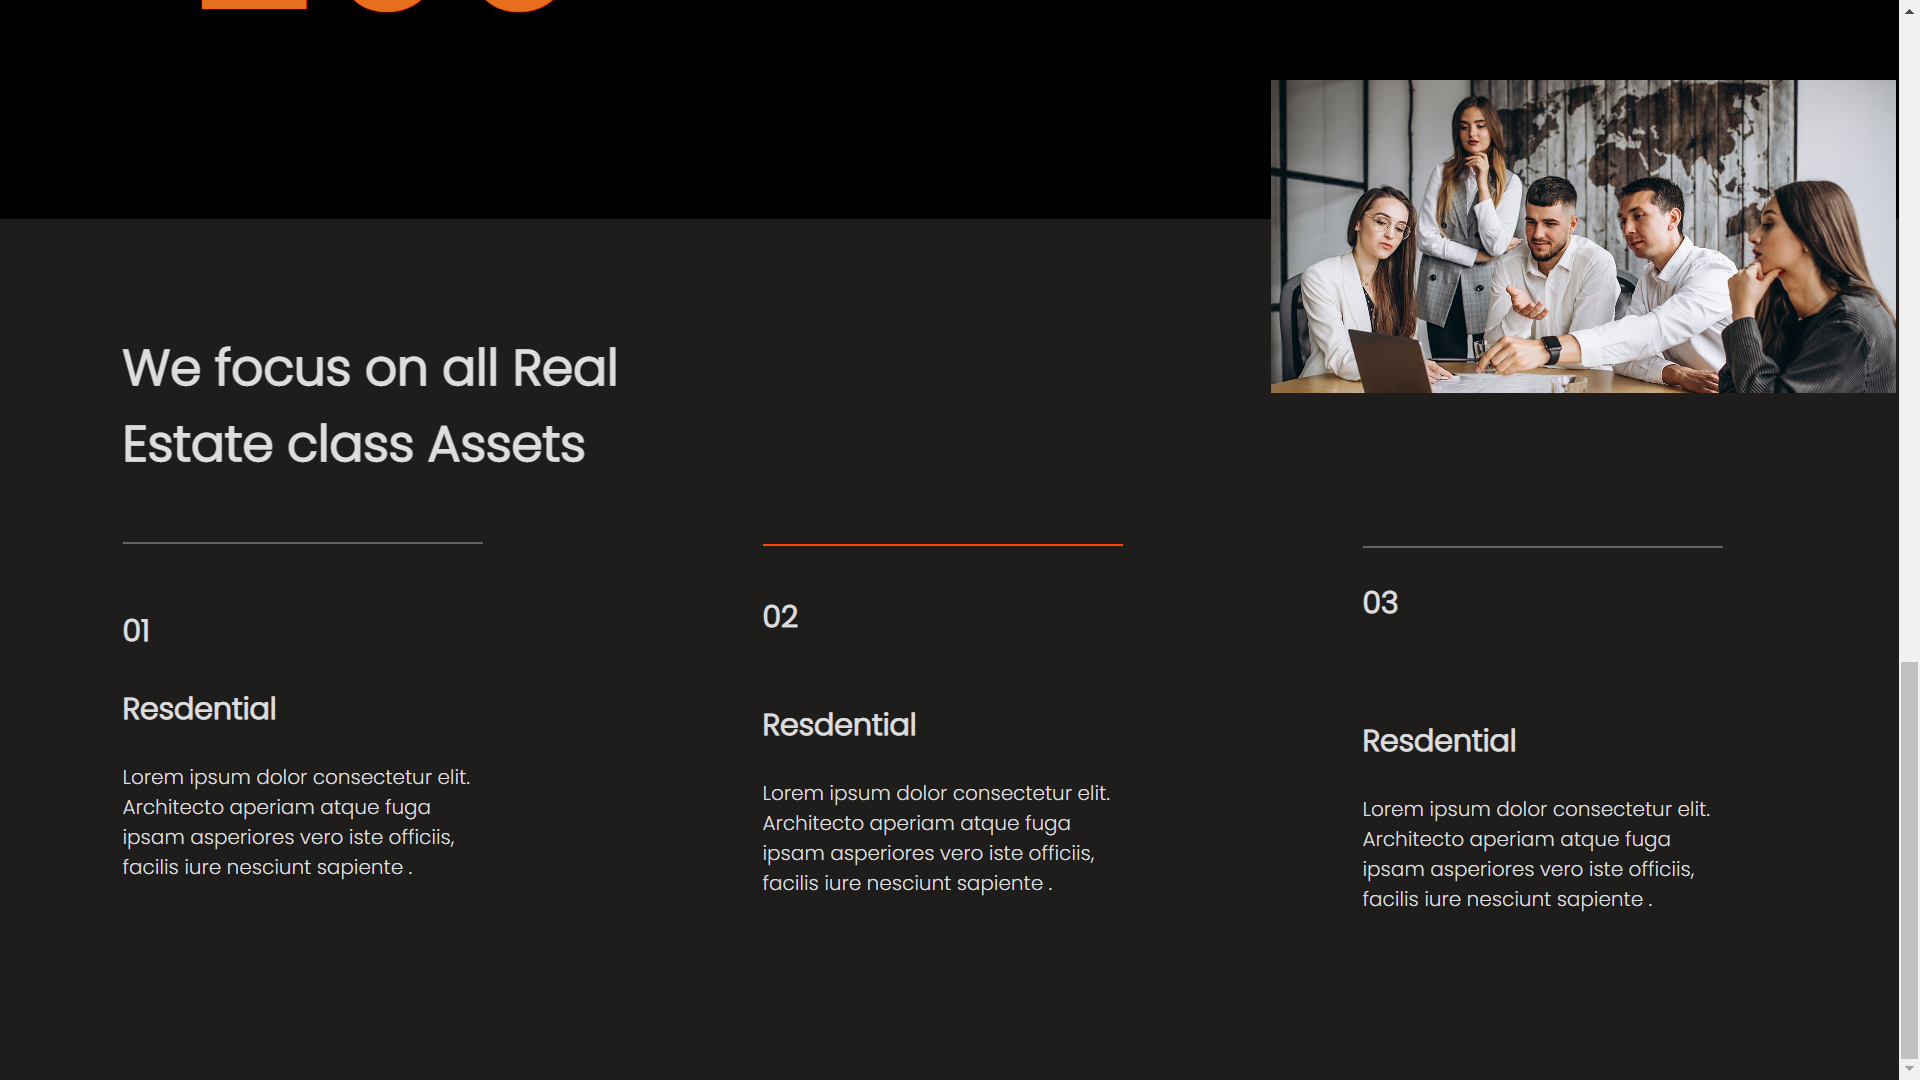 We focus on all Real
Estate class Assets
01
Resdential
Lorem ipsum dolor consectetur elit.
Architecto aperiam atque fuga
ipsam asperiores vero iste officiis,
facilis iure nesciunt sapiente .
02
Resdential
Lorem ipsum dolor consectetur elit.
Architecto aperiam atque fuga
ipsam asperiores vero iste officiis,
facilis iure nesciunt sapiente .
03
Resdential
Lorem ipsum dolor consectetur elit.
Architecto aperiam atque fuga
ipsam asperiores vero iste officiis,
facilis iure nesciunt sapiente .